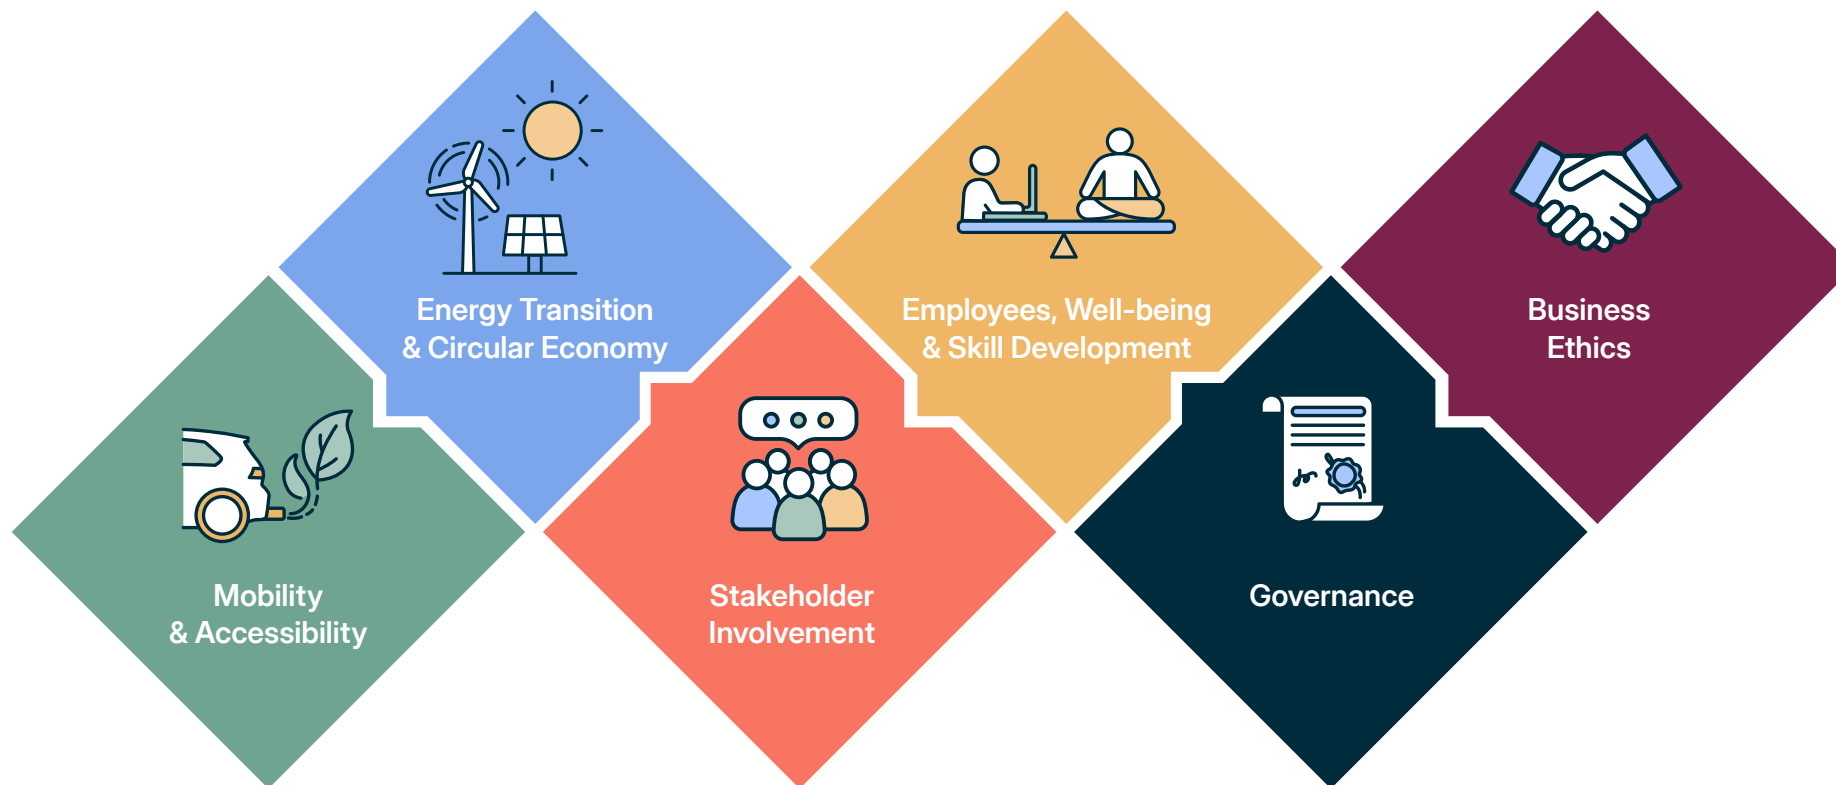 Energy Transition
& Circular Economy
Employees, Well-being
& Skill Development
Business
Ethics
Mobility
& Accessibility
Stakeholder
Involvement
Governance